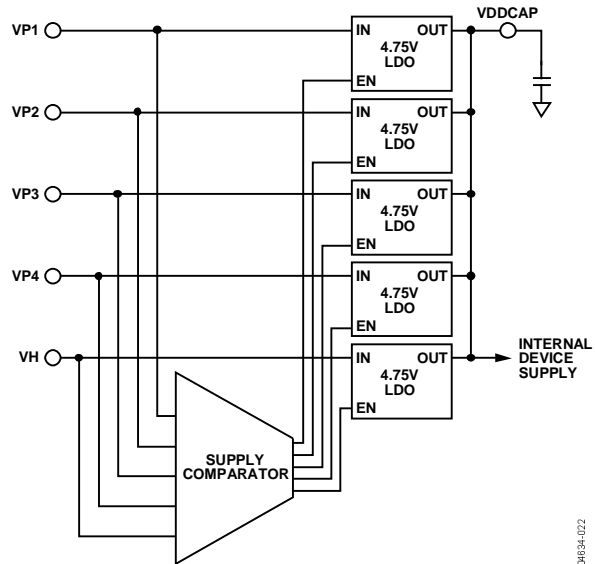 VP1
IN
OUT
VDDCAP
4.75V
LDO
EN
VP2
IN
OUT
4.75V
LDO
EN
VP3
IN
OUT
4.75V
LDO
EN
VP4
IN
OUT
4.75V
LDO
EN
VH
IN
OUT
4.75V
LDO
EN
INTERNAL
DEVICE
SUPPLY
SUPPLY
COMPARATOR
04634-022